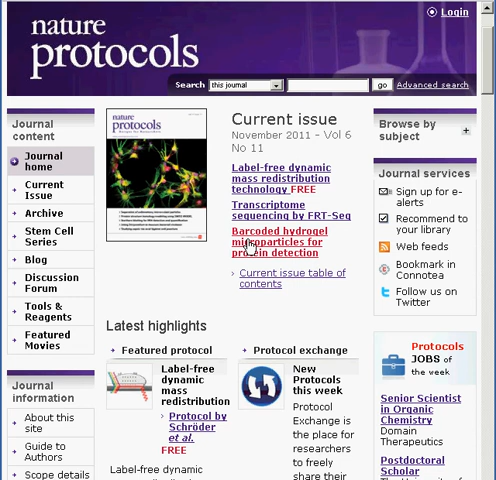 Login
nature
protocols
Search this journal go Advanced search
Journal
content
Journal
home
Current
Issue
Archive
Stem Cell
Series
Blog
Discussion
Forum
Tools &
Reagents
Featured
Movies
Journal
information
About this
site
Guide to
Authors
Scope details
nature
protocols
Current issue
November 2011 - Vol 6
No 11
Label-free dynamic
mass redistribution
technology FREE
Transcriptome
sequencing by FRT-Seq
Barcoded hydrogel
microparticles for
protein detection
Current issue table of
contents
Latest highlights
Featured protocol
Label-free
dynamic
mass
redistribution
Protocol by
Schröder
et al.
FREE
Label-free dynamic
Protocol exchange
New
Protocols
this week
Protocol
Exchange is
the place for
researchers
to freely
share their
Browse by
subject
Journal services
Sign up for e-
alerts
Recommend to
your library
Web feeds
Bookmark in
Connotea
Follow us on
Twitter
Protocols
JOBS of
the week
Senior Scientist
in Organic
Chemistry
Domain
Therapeutics
Postdoctoral
Scholar